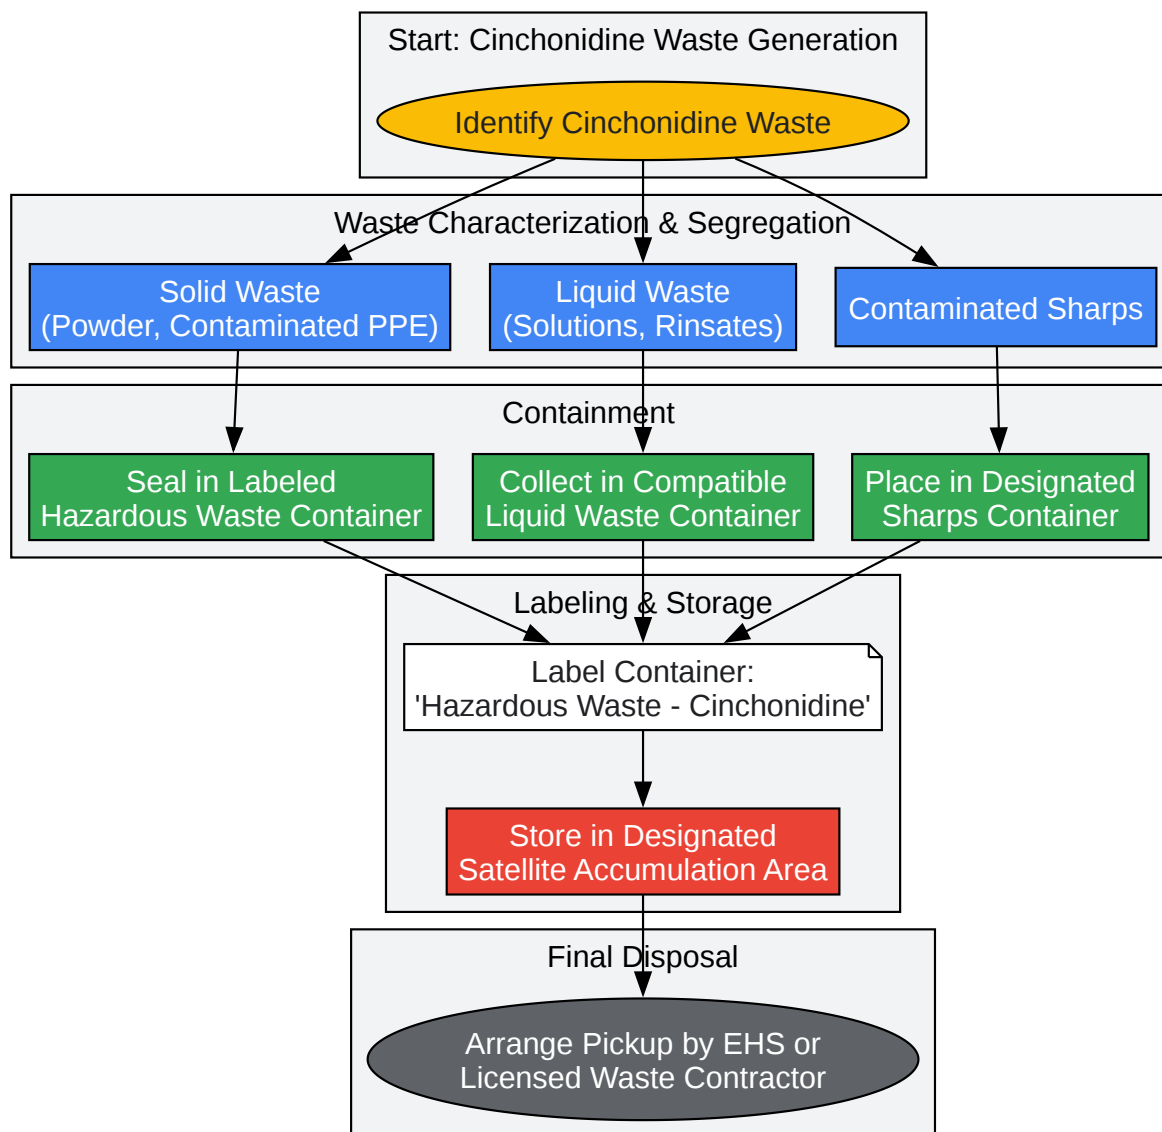 Start: Cinchonidine Waste Generation
Identify Cinchonidine Waste
Waste Characterization & Segregation
Solid Waste
(Powder, Contaminated PPE)
Liquid Waste
(Solutions, Rinsates)
Contaminated Sharps
Containment
Seal in Labeled
Hazardous Waste Container
Collect in Compatible
Liquid Waste Container
Place in Designated
Sharps Container
Labeling & Storage
Label Container:
'Hazardous Waste - Cinchonidine'
Store in Designated
Satellite Accumulation Area
Final Disposal
Arrange Pickup by EHS or
Licensed Waste Contractor